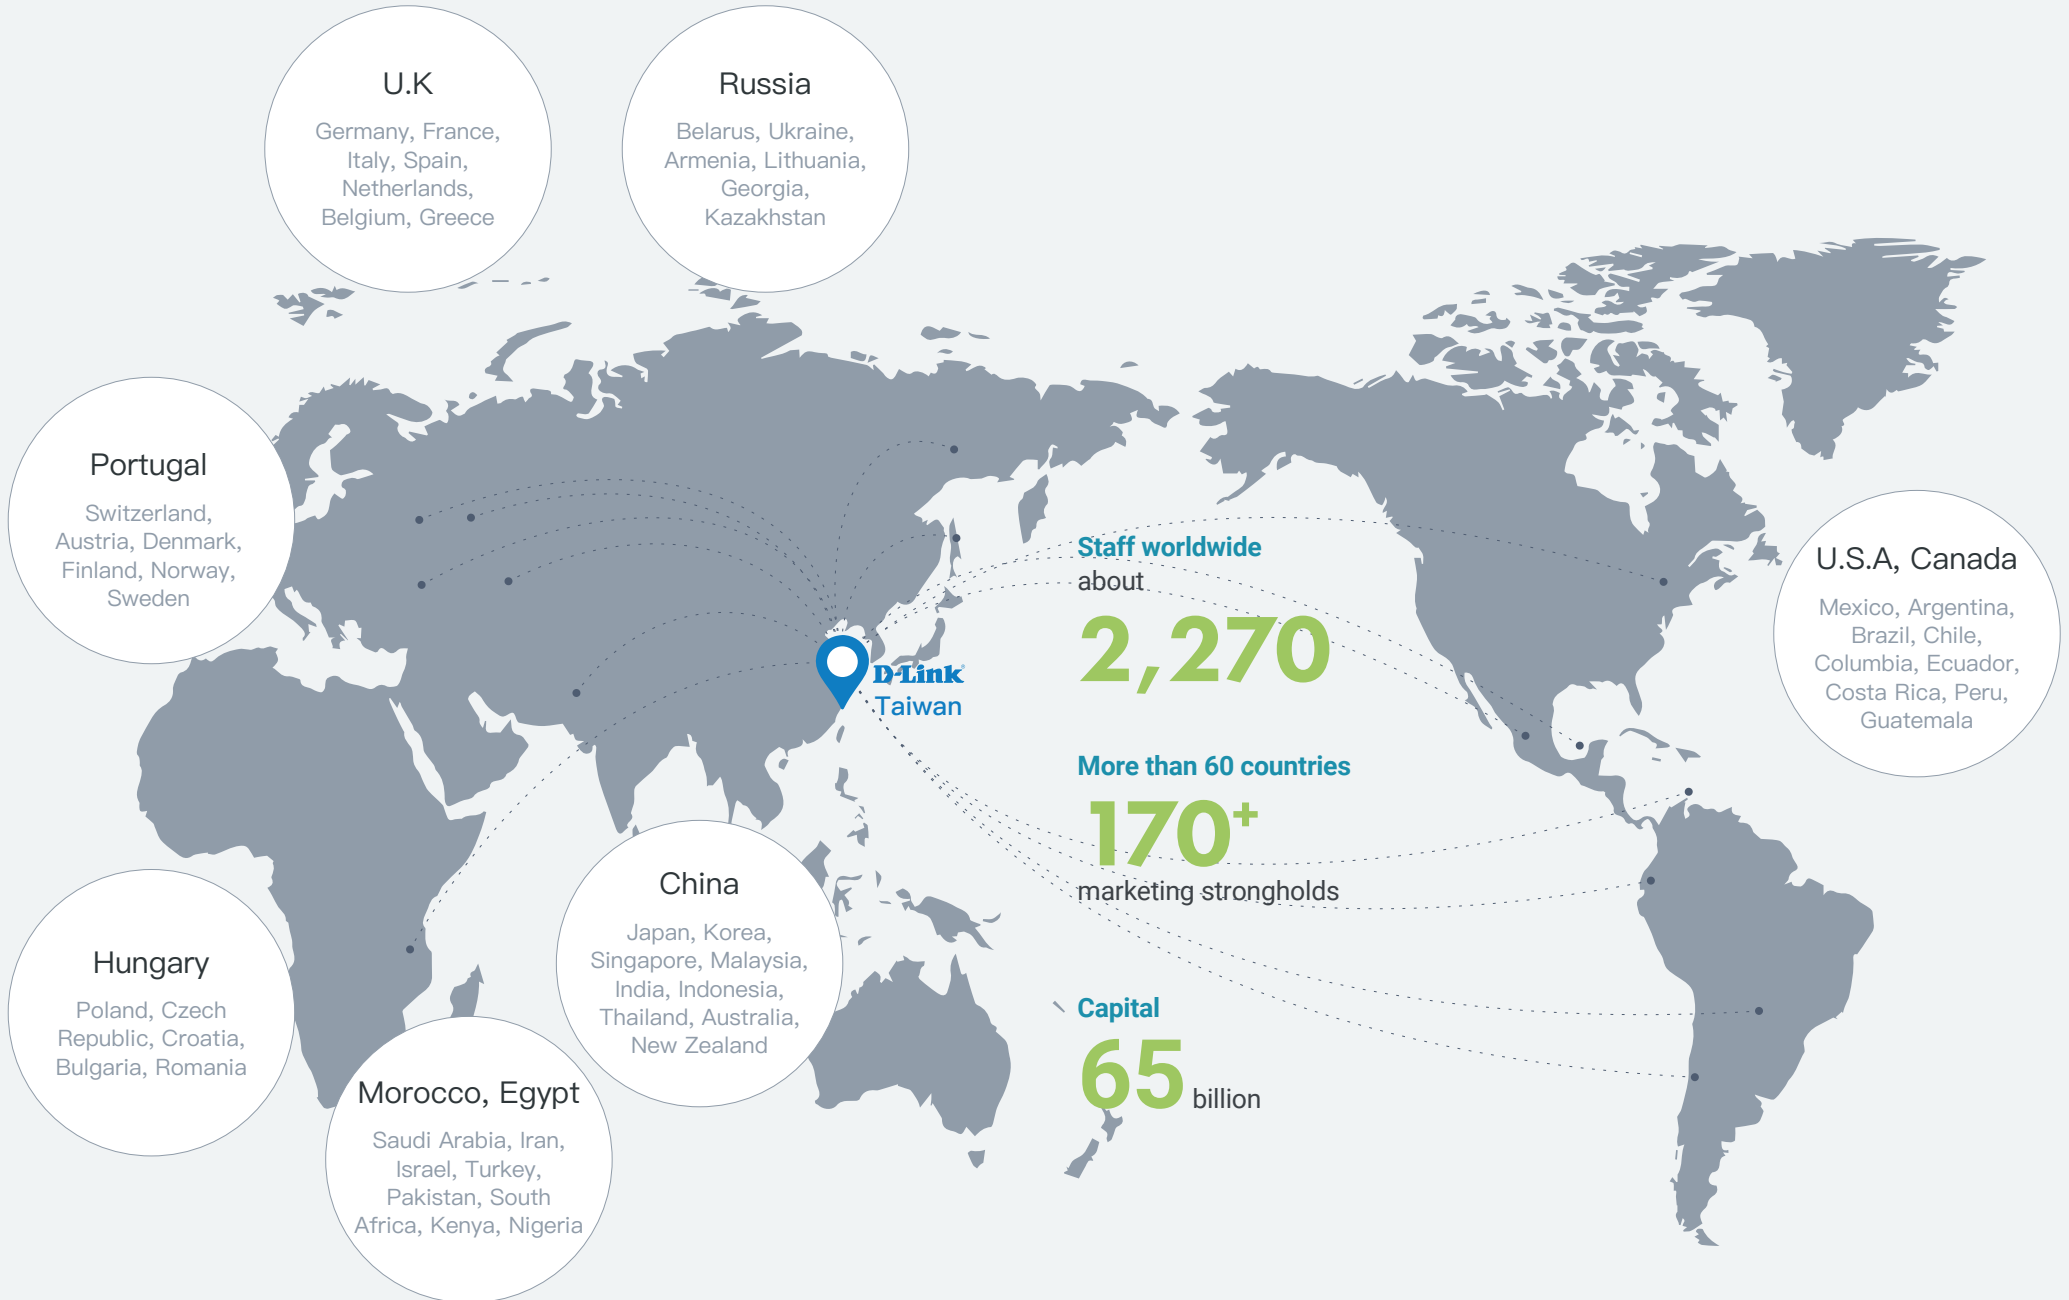 U.K
Germany, France,
Italy, Spain,
Netherlands,
Belgium, Greece
Russia
Belarus, Ukraine,
Armenia, Lithuania,
Georgia,
Kazakhstan
Portugal
Switzerland,
Austria, Denmark,
Finland, Norway,
Sweden
U.S.A, Canada
Mexico, Argentina,
Brazil, Chile,
Columbia, Ecuador,
Costa Rica, Peru,
Guatemala
Staff worldwide
about
2,270
D-Link
Taiwan
More than 60 countries
170+
marketing strongholds
Capital
65 billion
China
Japan, Korea,
Singapore, Malaysia,
India, Indonesia,
Thailand, Australia,
New Zealand
Hungary
Poland, Czech
Republic, Croatia,
Bulgaria, Romania
Morocco, Egypt
Saudi Arabia, Iran,
Israel, Turkey,
Pakistan, South
Africa, Kenya, Nigeria